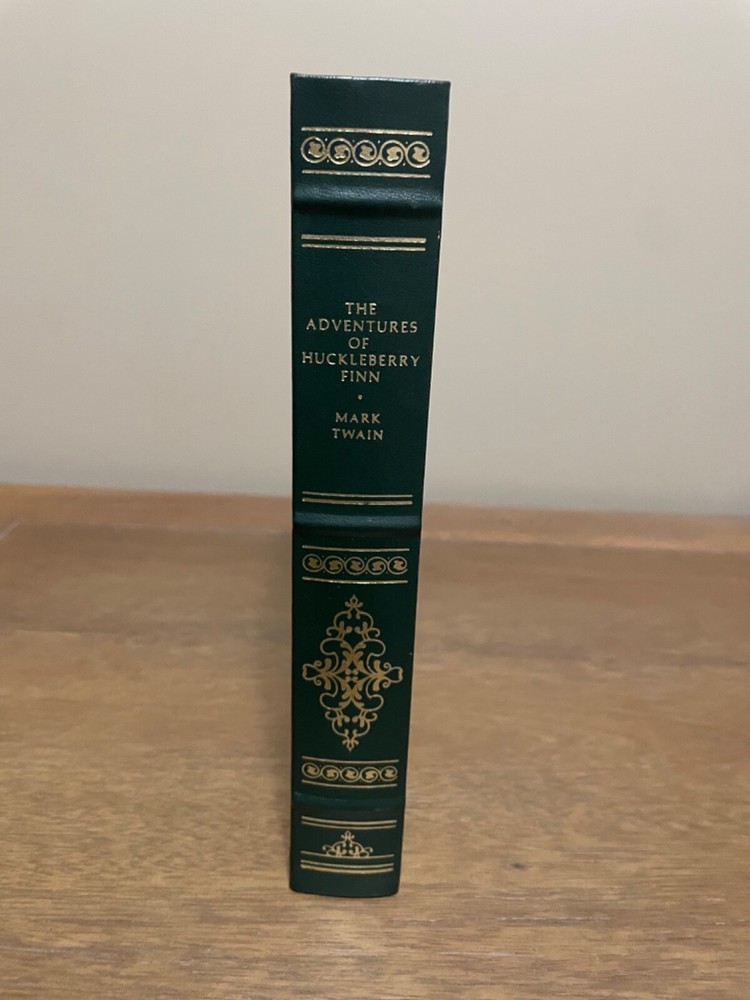 THE
ADVENTURES
OF
HUCKLEBERRY
FINN
MARK
TWAIN